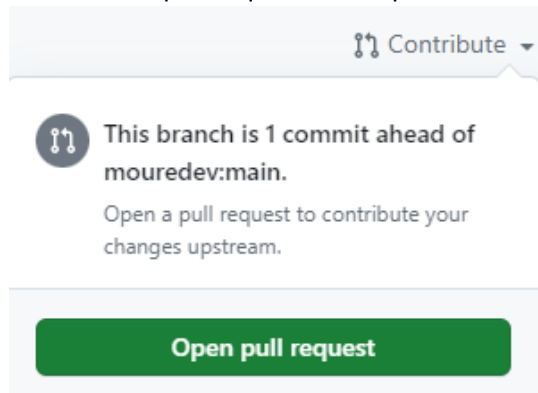 Contribute
This branch is 1 commit ahead of
mouredev:main.
Open a pull request to contribute your
changes upstream.
Open pull request